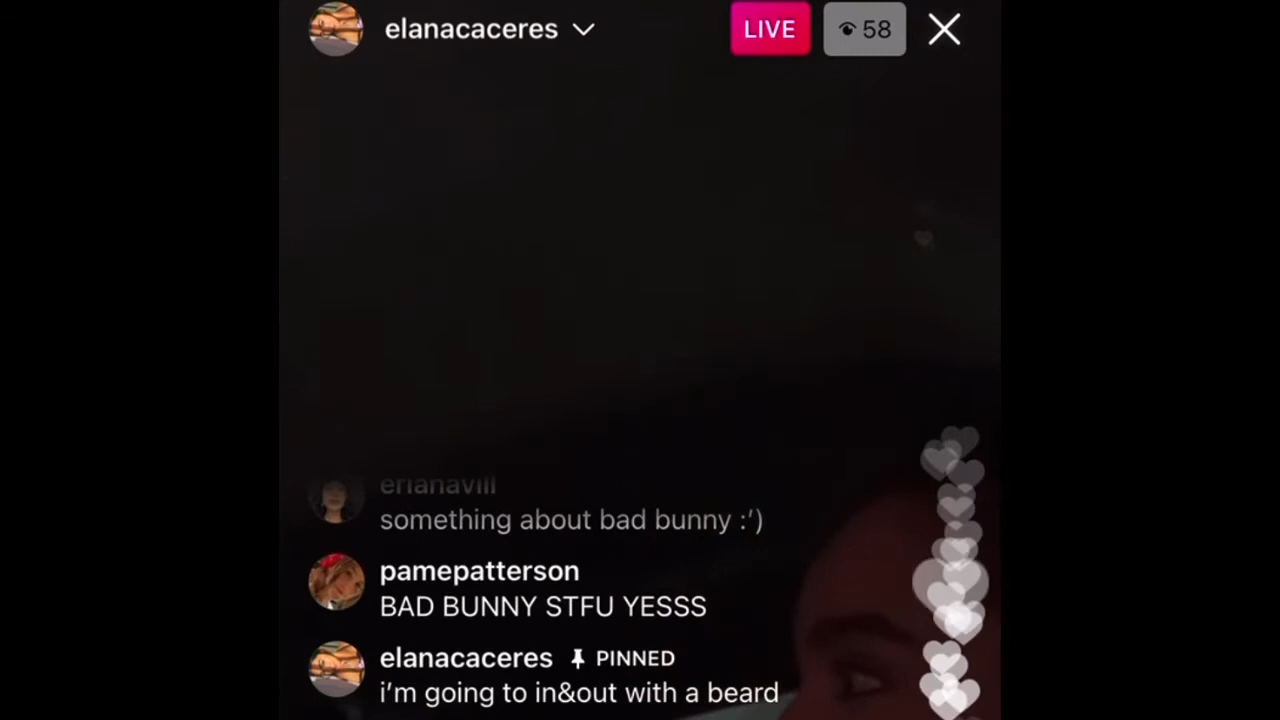 elanacaceres
LIVE
58
erianavill
something about bad bunny :’)
pamepatterson
BAD BUNNY STFU YESSS
elanacaceres PINNED
i’m going to in&out with a beard